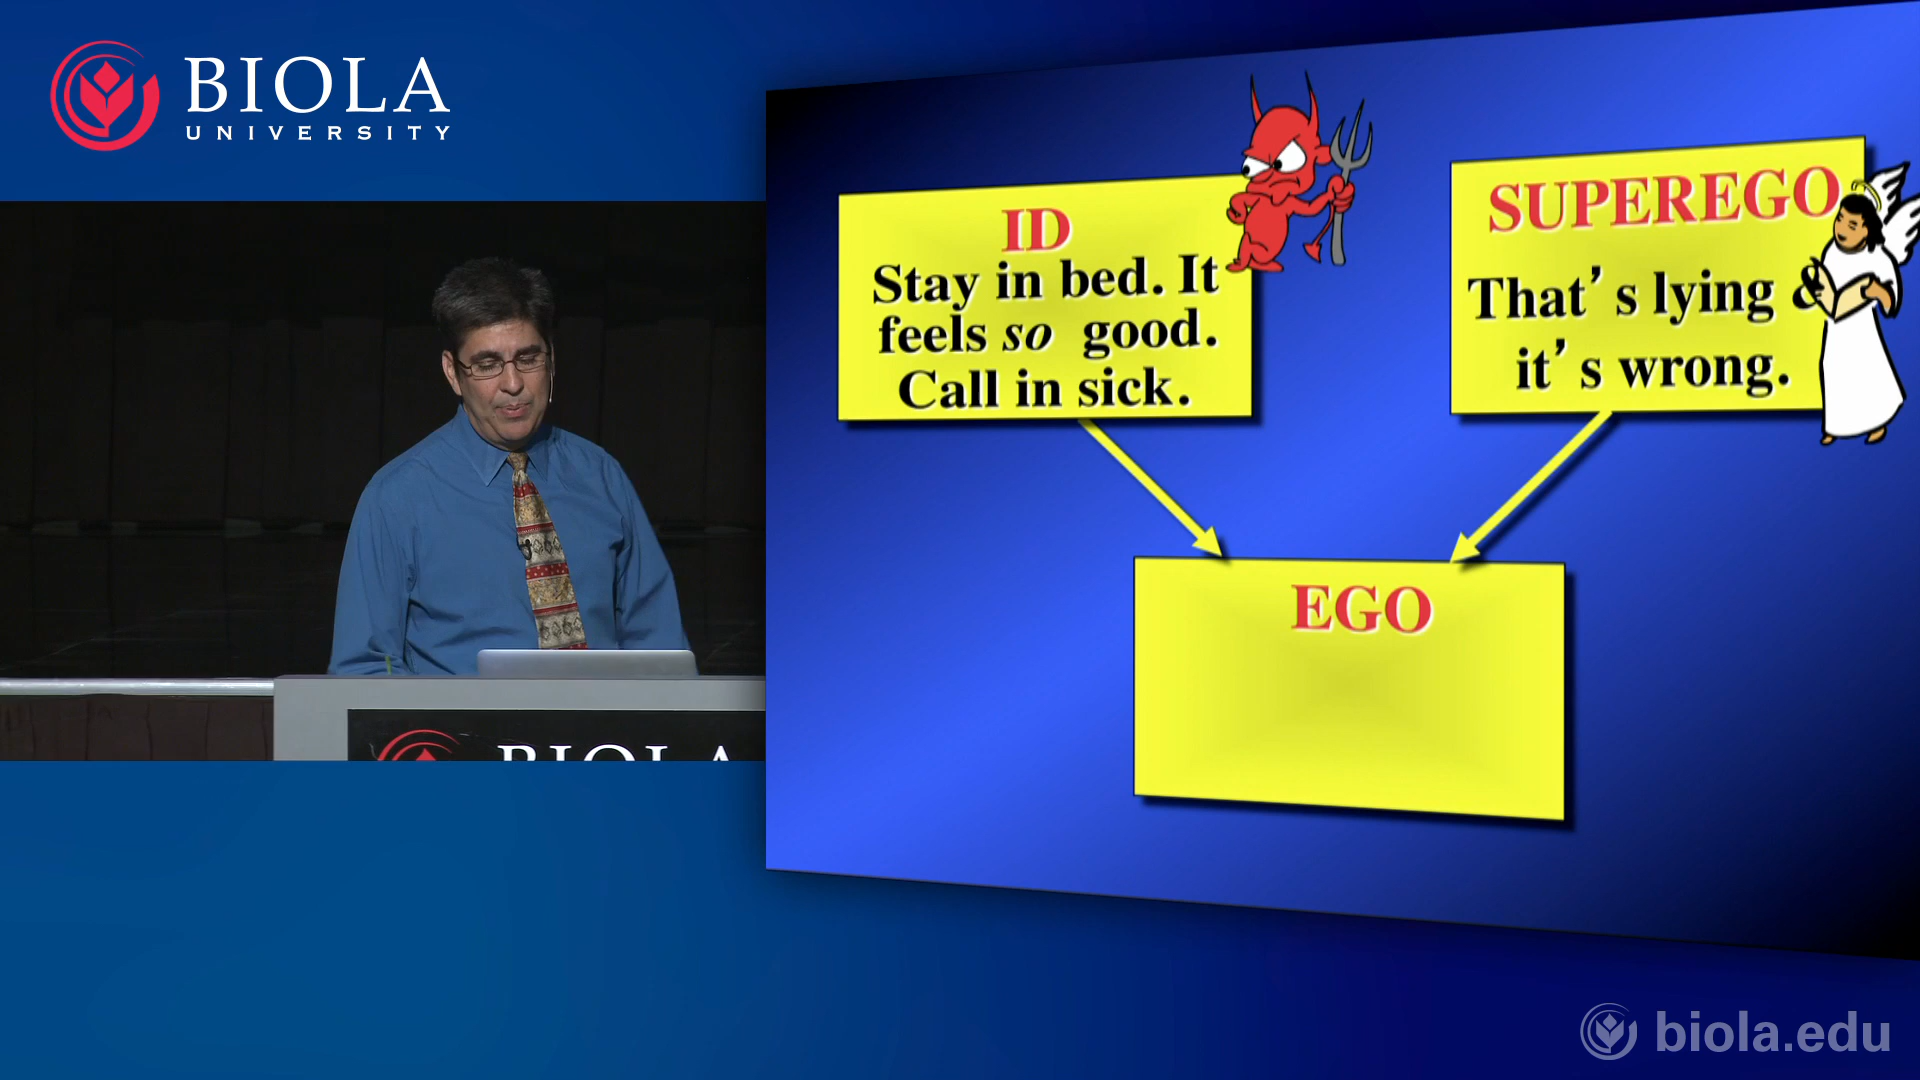 BIOLA
UNIVERSITY
ID
Stay in bed. It
feels so good.
Call in sick.
SUPEREGO
That's lying &
it's wrong.
EGO
BIOLA
biola.edu